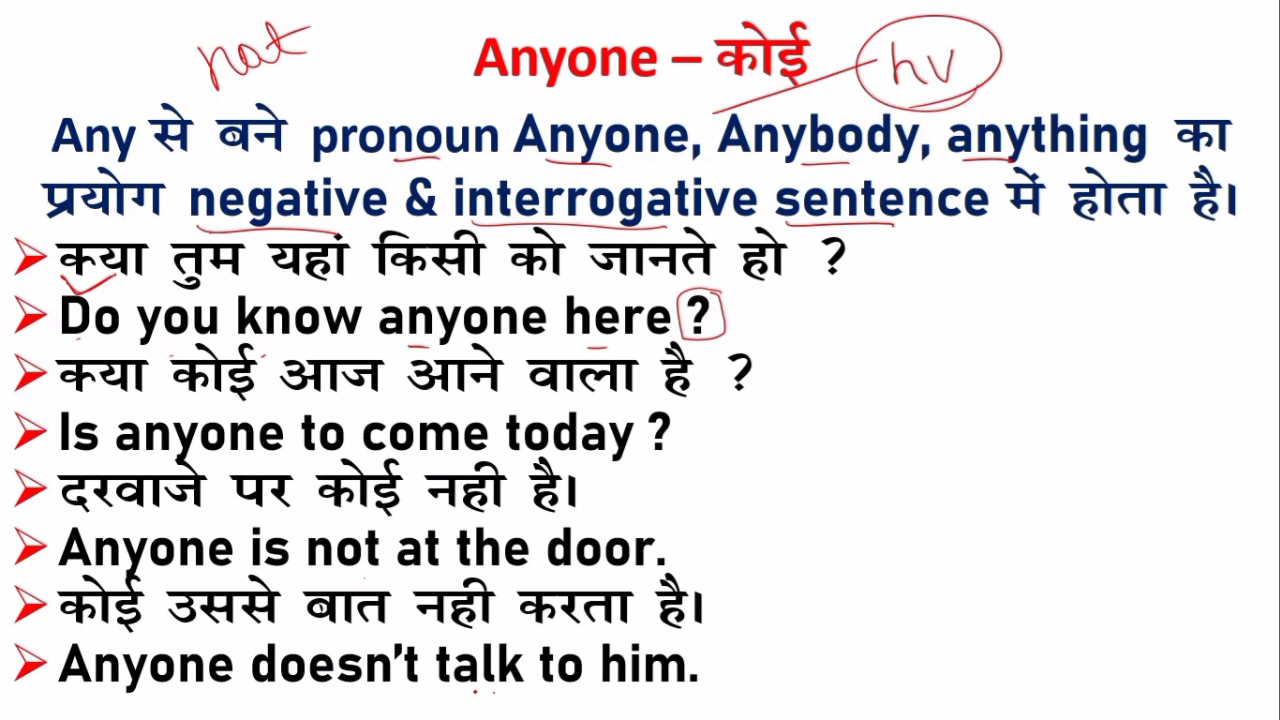 not
Anyone – कोई hv
Any से बने pronoun Anyone, Anybody, anything का
प्रयोग negative & interrogative sentence में होता है।
क्या तुम यहां किसी को जानते हो ?
Do you know anyone here ?
क्या कोई आज आने वाला है ?
Is anyone to come today ?
दरवाजे पर कोई नही है।
Anyone is not at the door.
कोई उससे बात नही करता है।
Anyone doesn't talk to him.